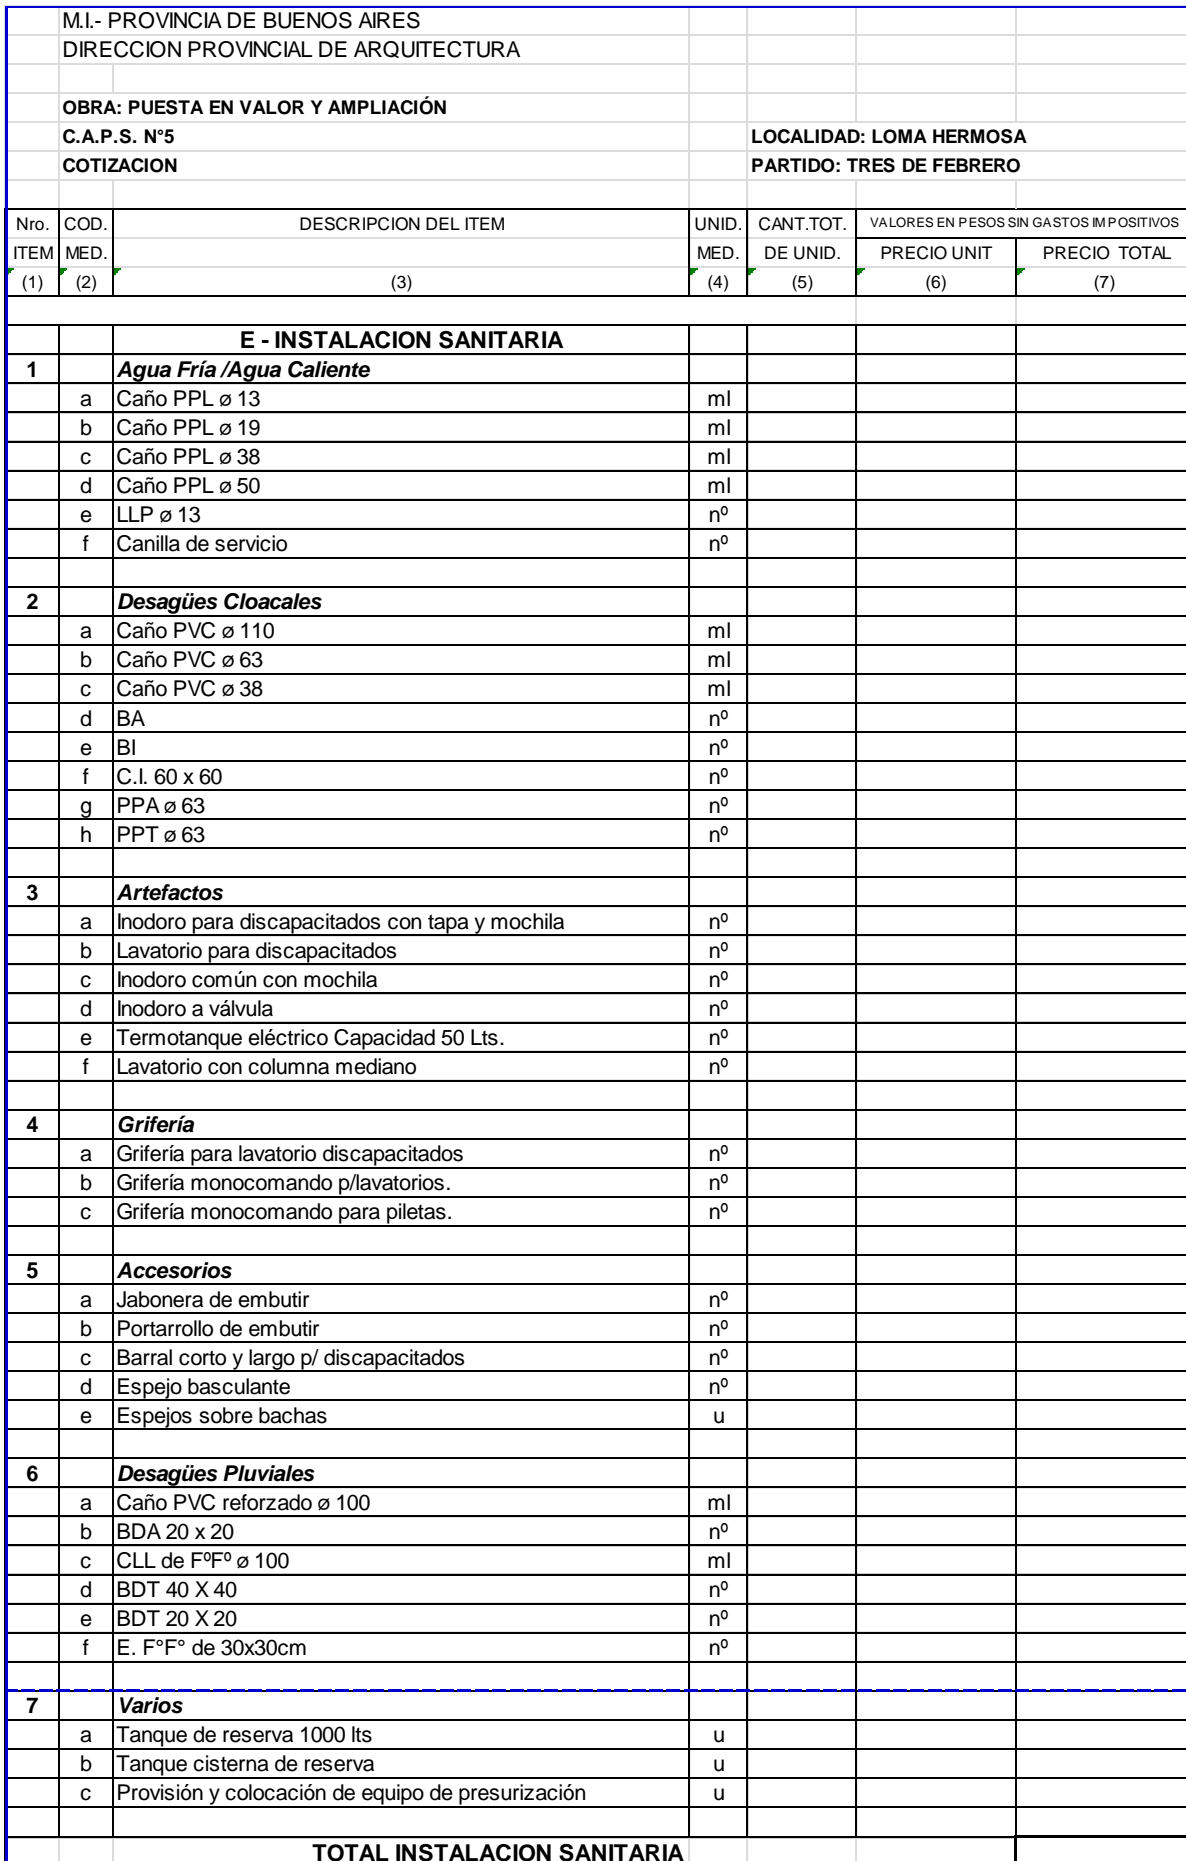 M.I.- PROVINCIA DE BUENOS AIRES
DIRECCION PROVINCIAL DE ARQUITECTURA
OBRA: PUESTA EN VALOR Y AMPLIACIÓN
C.A.P.S. N°5 LOCALIDAD: LOMA HERMOSA
COTIZACION PARTIDO: TRES DE FEBRERO
Nro. COD. DESCRIPCION DEL ITEM UNID. CANT.TOT. VALORES EN PESOS SIN GASTOS IMPOSITIVOS
ITEM MED. MED. DE UNID. PRECIO UNIT PRECIO TOTAL
(1) (2) (3) (4) (5) (6) (7)
E - INSTALACION SANITARIA
1 Agua Fría /Agua Caliente
a Caño PPL ø 13 ml
b Caño PPL ø 19 ml
c Caño PPL ø 38 ml
d Caño PPL ø 50 ml
e LLP ø 13 nº
f Canilla de servicio nº
2 Desagües Cloacales
a Caño PVC ø 110 ml
b Caño PVC ø 63 ml
c Caño PVC ø 38 ml
d BA nº
e BI nº
f C.I. 60 x 60 nº
g PPA ø 63 nº
h PPT ø 63 nº
3 Artefactos
a Inodoro para discapacitados con tapa y mochila nº
b Lavatorio para discapacitados nº
c Inodoro común con mochila nº
d Inodoro a válvula nº
e Termotanque eléctrico Capacidad 50 Lts. nº
f Lavatorio con columna mediano nº
4 Grifería
a Grifería para lavatorio discapacitados nº
b Grifería monocomando p/lavatorios. nº
c Grifería monocomando para piletas. nº
5 Accesorios
a Jabonera de embutir nº
b Portarrollo de embutir nº
c Barral corto y largo p/ discapacitados nº
d Espejo basculante nº
e Espejos sobre bachas u
6 Desagües Pluviales
a Caño PVC reforzado ø 100 ml
b BDA 20 x 20 nº
c CLL de FºFº ø 100 ml
d BDT 40 X 40 nº
e BDT 20 X 20 nº
f E. F°F° de 30x30cm nº
7 Varios
a Tanque de reserva 1000 lts u
b Tanque cisterna de reserva u
c Provisión y colocación de equipo de presurización u
TOTAL INSTALACION SANITARIA